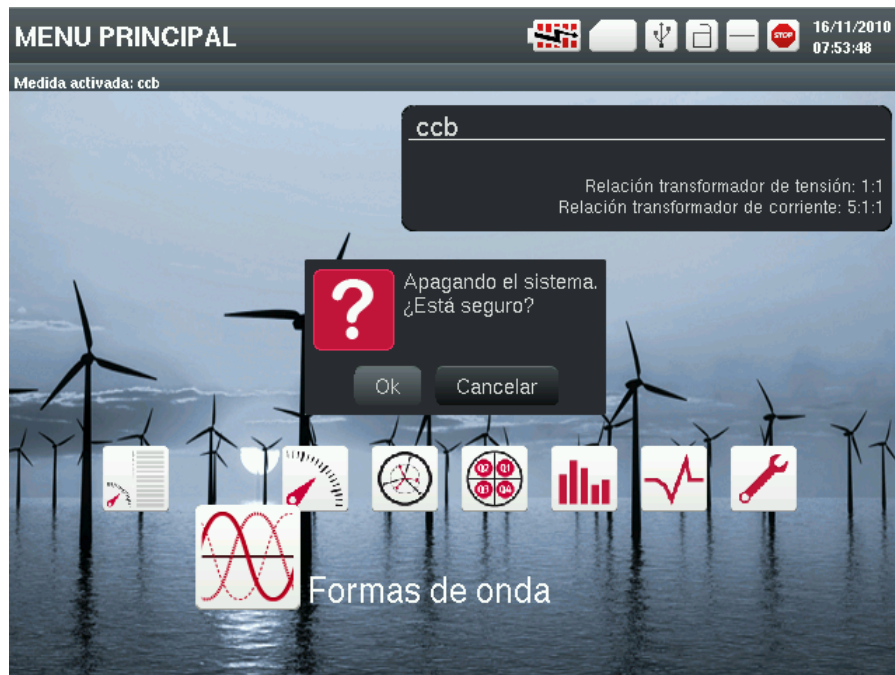 MENU PRINCIPAL
16/11/2010
07:53:48
STOP
Medida activada: ccb
ccb
Relación transformador de tensión: 1:1
Relación transformador de corriente: 5:1:1
Apagando el sistema.
¿Está seguro?
Ok
Cancelar
Q2 Q1
Q3 Q4
Formas de onda